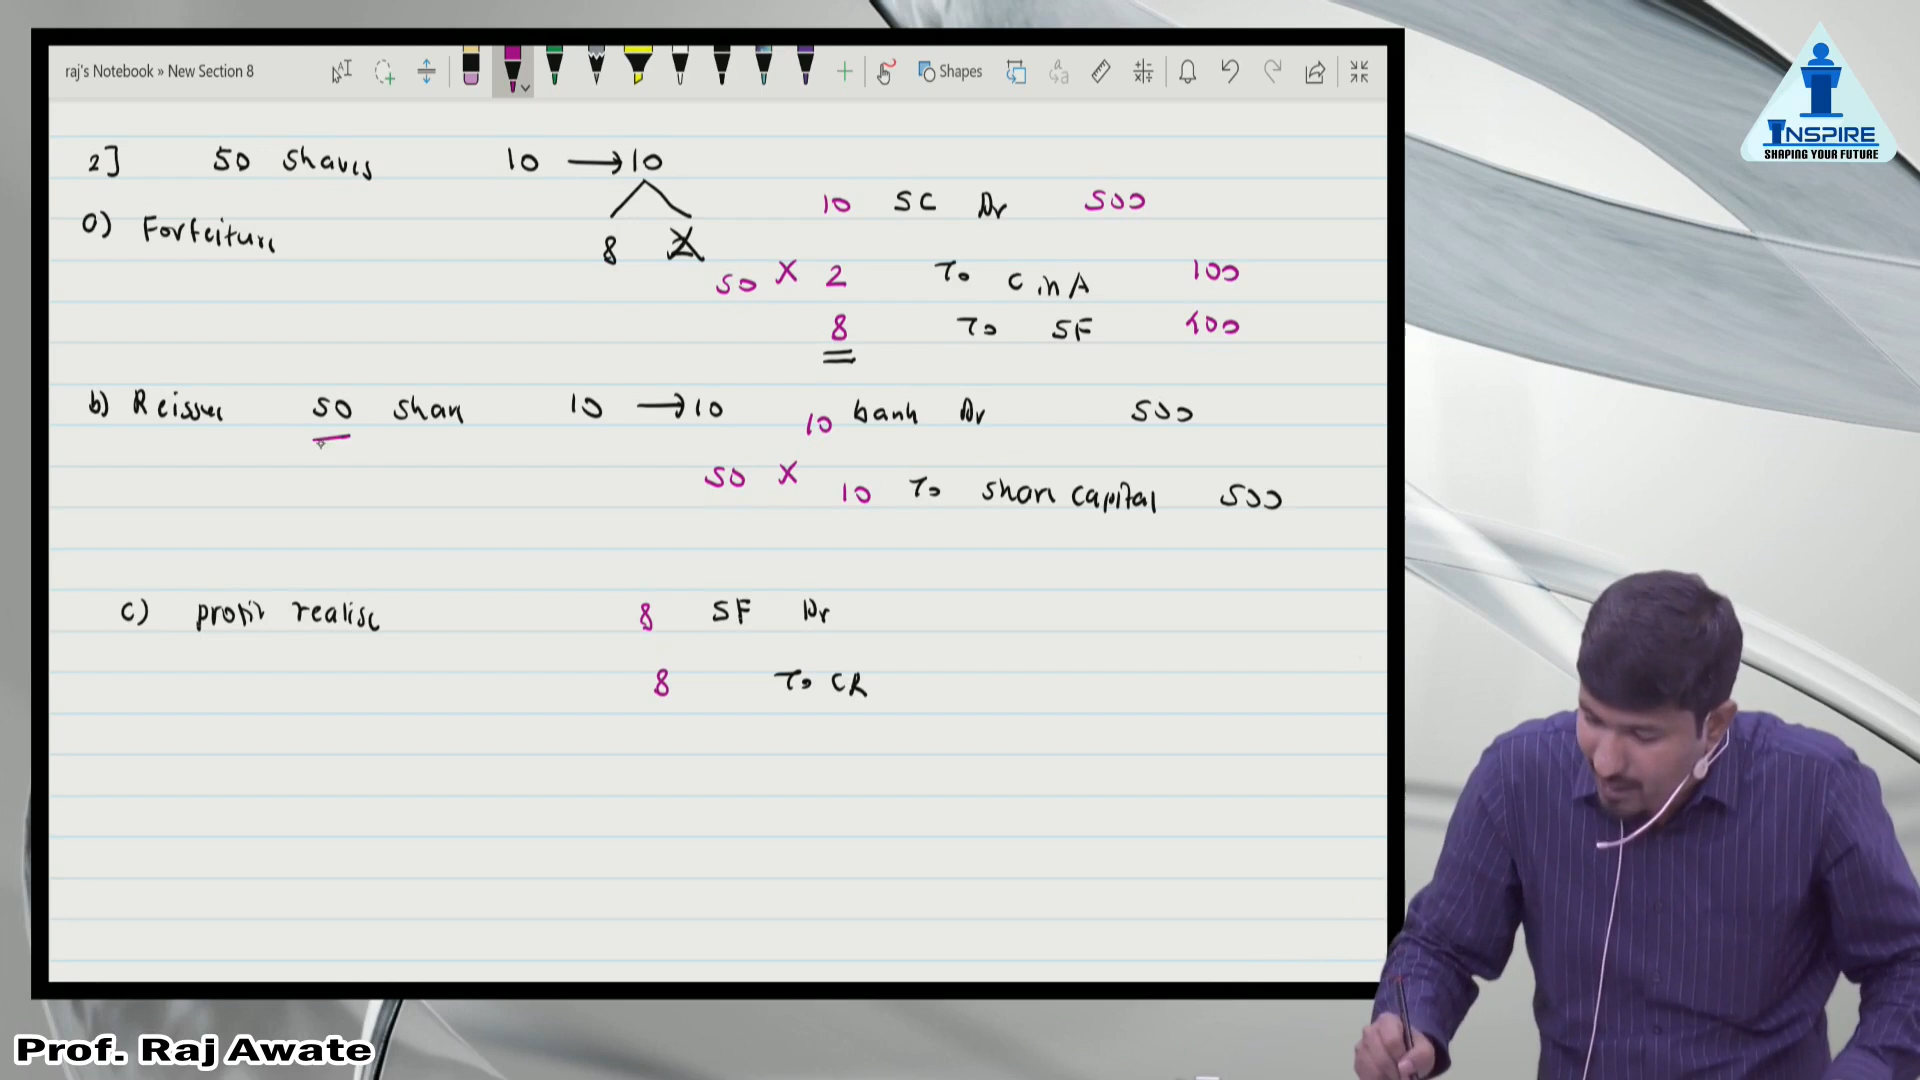 raj's Notebook » New Section 8
Shapes
INSPIRE
SHAPING YOUR FUTURE
2] 50 shares 10 → 10
10 SC Dr 500
a) Forfeiture
8 2
50 X 2 To C in A 100
8 To SF 400
b) Reissue 50 share 10 → 10
10 bank Dr 500
50 X
10 To share capital 500
c) profit realise 8 SF Dr
8 To CR
Prof. Raj Awate